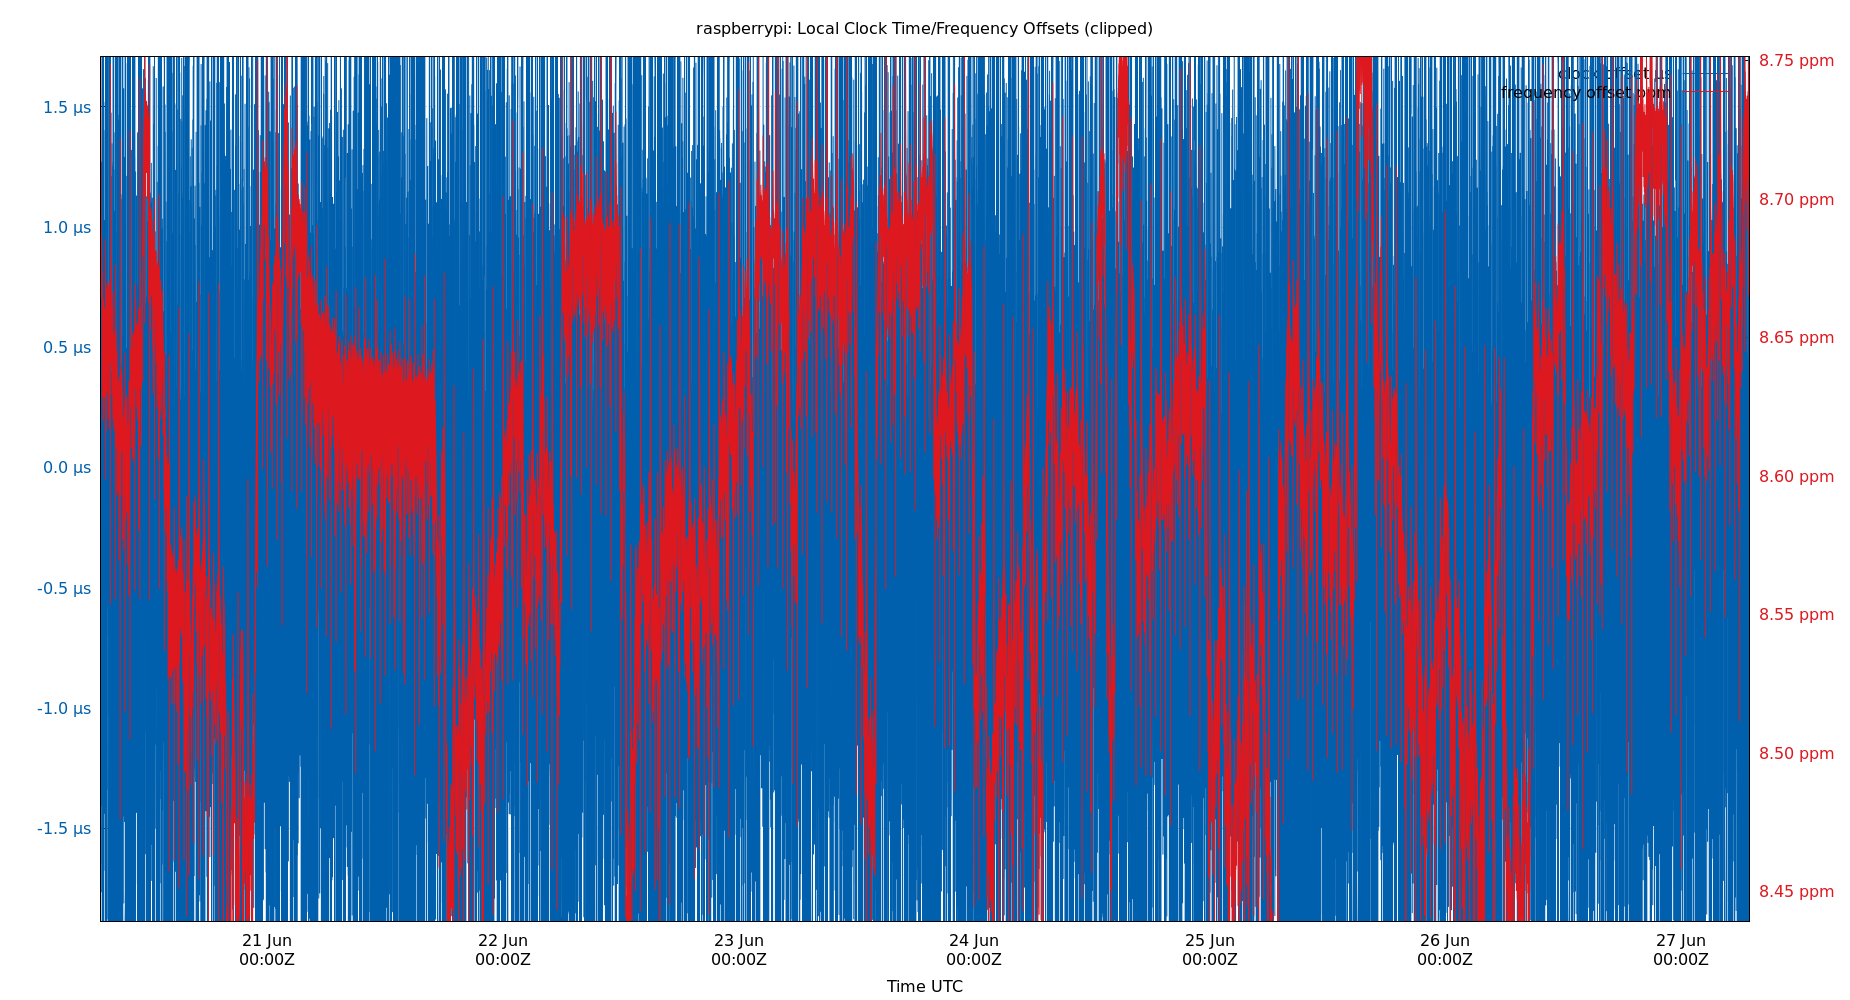 raspberrypi: Local Clock Time/Frequency Offsets (clipped)
clock offset µs
frequency offset ppm
1.5 µs
1.0 µs
0.5 µs
0.0 µs
-0.5 µs
-1.0 µs
-1.5 µs
8.75 ppm
8.70 ppm
8.65 ppm
8.60 ppm
8.55 ppm
8.50 ppm
8.45 ppm
21 Jun
00:00Z
22 Jun
00:00Z
23 Jun
00:00Z
24 Jun
00:00Z
25 Jun
00:00Z
26 Jun
00:00Z
27 Jun
00:00Z
Time UTC